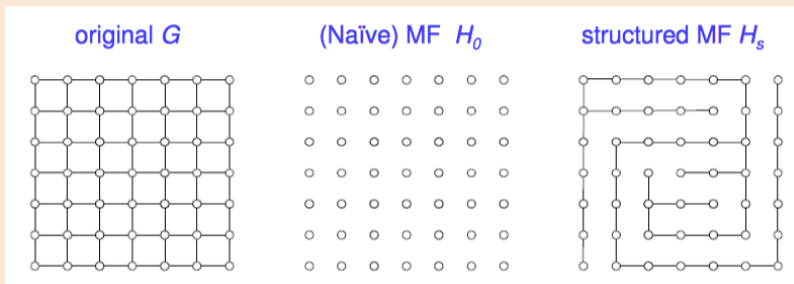 original G
(Naïve) MF H₀
structured MF Hₛ